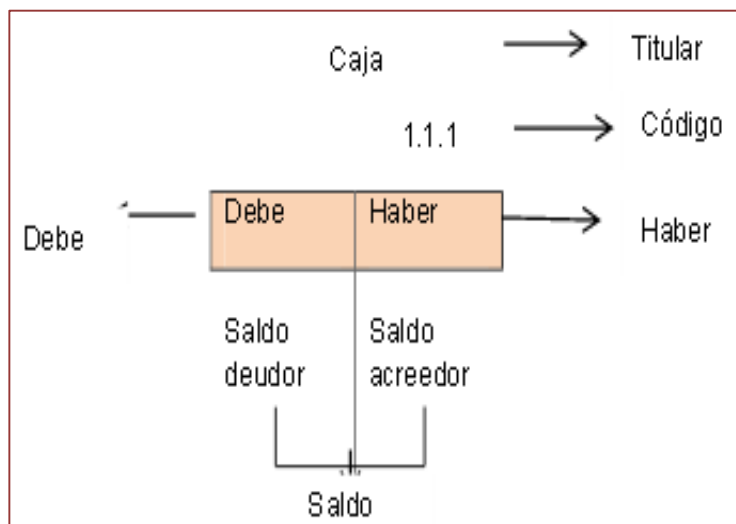 Caja Titular
1.1.1 Código
Debe Debe Haber Haber
Saldo Saldo
deudor acreedor
Saldo